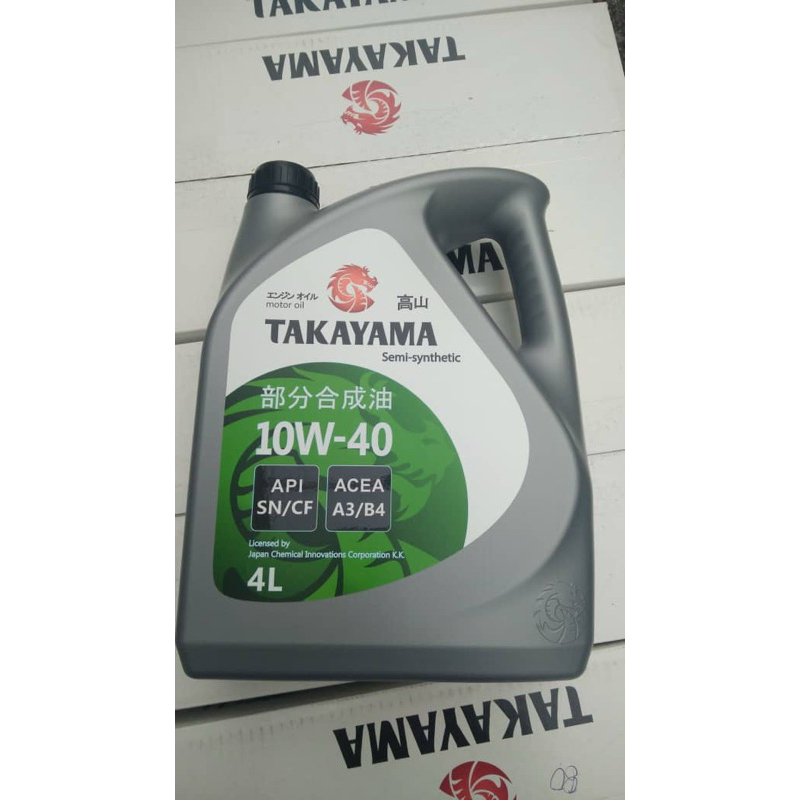 TAKAYAMA
TAKAYAMA
MA
エンジン オイル
motor oil
高山
TAKAYAMA
Semi-synthetic
部分合成油
10W-40
API
SN/CF
ACEA
A3/B4
Licensed by
Japan Chemical Innovations Corporation K.K.
4L
TAKAYAMA